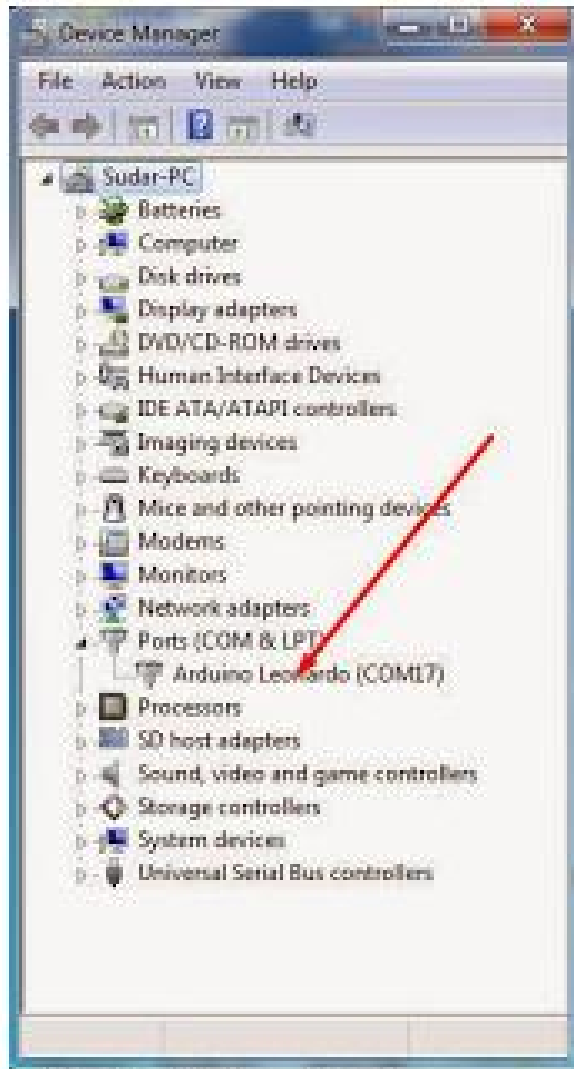 Device Manager
File Action View Help
Sudar-PC
Batteries
Computer
Disk drives
Display adapters
DVD/CD-ROM drives
Human Interface Devices
IDE ATA/ATAPI controllers
Imaging devices
Keyboards
Mice and other pointing devices
Modems
Monitors
Network adapters
Ports (COM & LPT)
Arduino Leonardo (COM17)
Processors
SD host adapters
Sound, video and game controllers
Storage controllers
System devices
Universal Serial Bus controllers